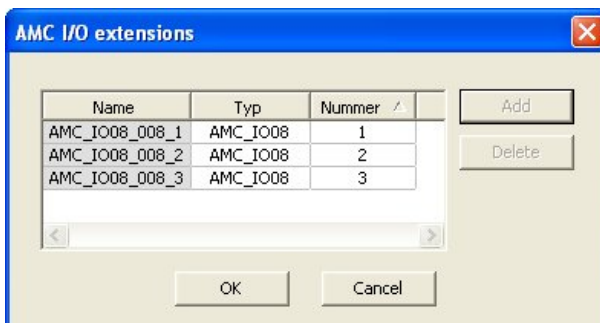 AMC I/O extensions
Name Typ Nummer
AMC_IO08_008_1 AMC_IO08 1
AMC_IO08_008_2 AMC_IO08 2
AMC_IO08_008_3 AMC_IO08 3
Add
Delete
OK Cancel